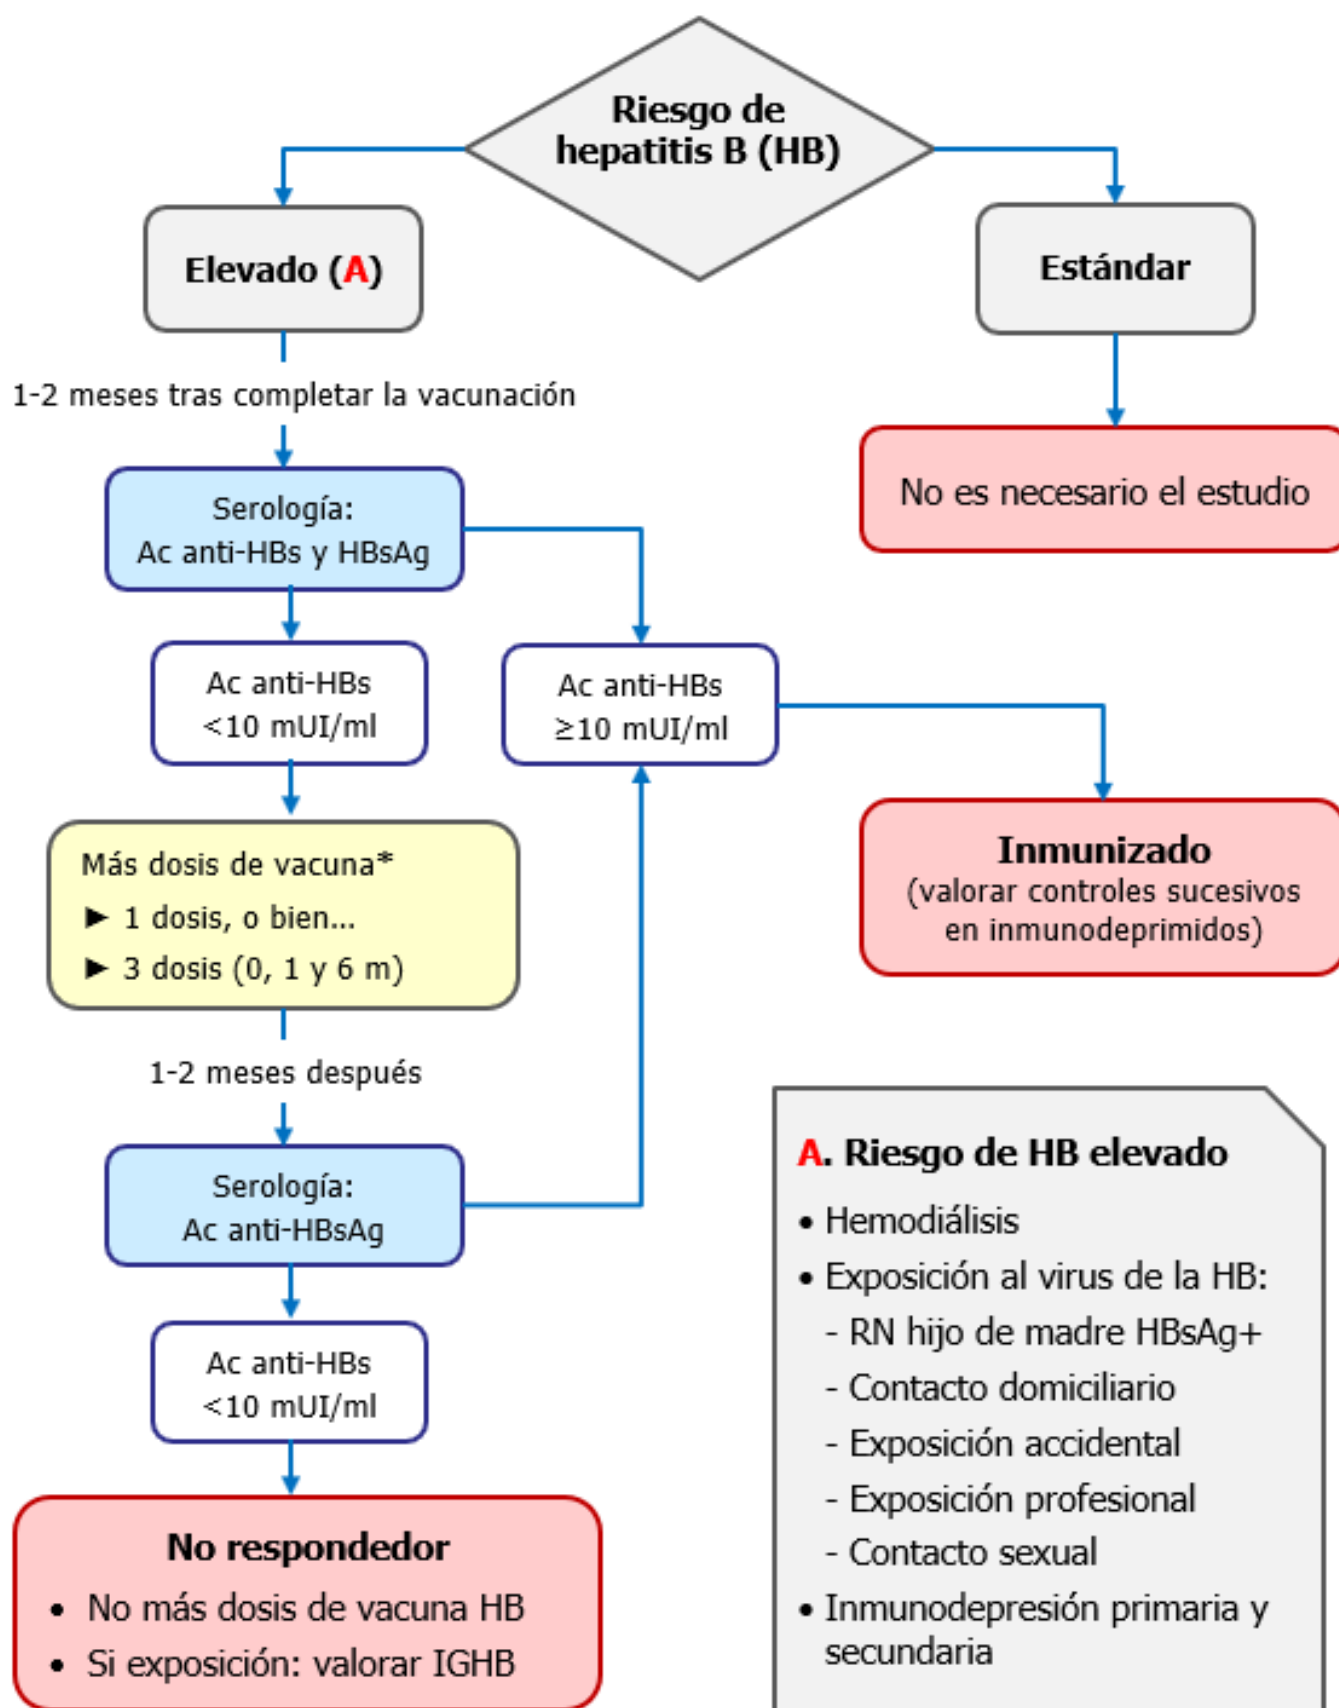 Riesgo de
hepatitis B (HB)
Elevado (A)
Estándar
1-2 meses tras completar la vacunación
No es necesario el estudio
Serología:
Ac anti-HBs y HBsAg
Ac anti-HBs
<10 mUI/ml
Ac anti-HBs
≥10 mUI/ml
Más dosis de vacuna*
► 1 dosis, o bien...
► 3 dosis (0, 1 y 6 m)
Inmunizado
(valorar controles sucesivos
en inmunodeprimidos)
1-2 meses después
Serología:
Ac anti-HBsAg
Ac anti-HBs
<10 mUI/ml
No respondedor
• No más dosis de vacuna HB
• Si exposición: valorar IGHB
A. Riesgo de HB elevado
• Hemodiálisis
• Exposición al virus de la HB:
- RN hijo de madre HBsAg+
- Contacto domiciliario
- Exposición accidental
- Exposición profesional
- Contacto sexual
• Inmunodepresión primaria y
secundaria